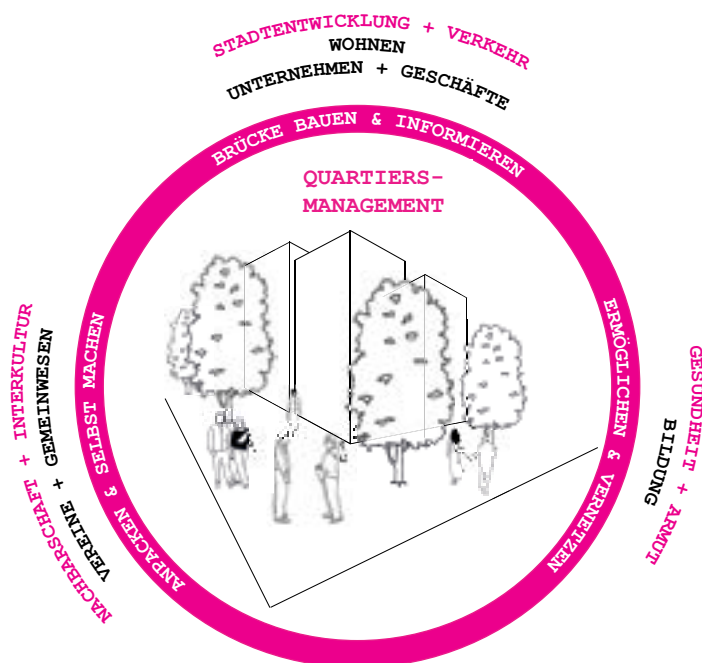 STADTENTWICKLUNG + VERKEHR
WOHNEN
UNTERNEHMEN + GESCHÄFTE
BRÜCKE BAUEN & INFORMIEREN
QUARTIERS-
MANAGEMENT
NACHBARSCHAFT + INTERKULTUR
VEREINE + GEMEINWESEN
ANPACKEN & SELBST MACHEN
ERMÖGLICHEN & VERNETZEN
GESUNDHEIT + ARMUT
BILDUNG